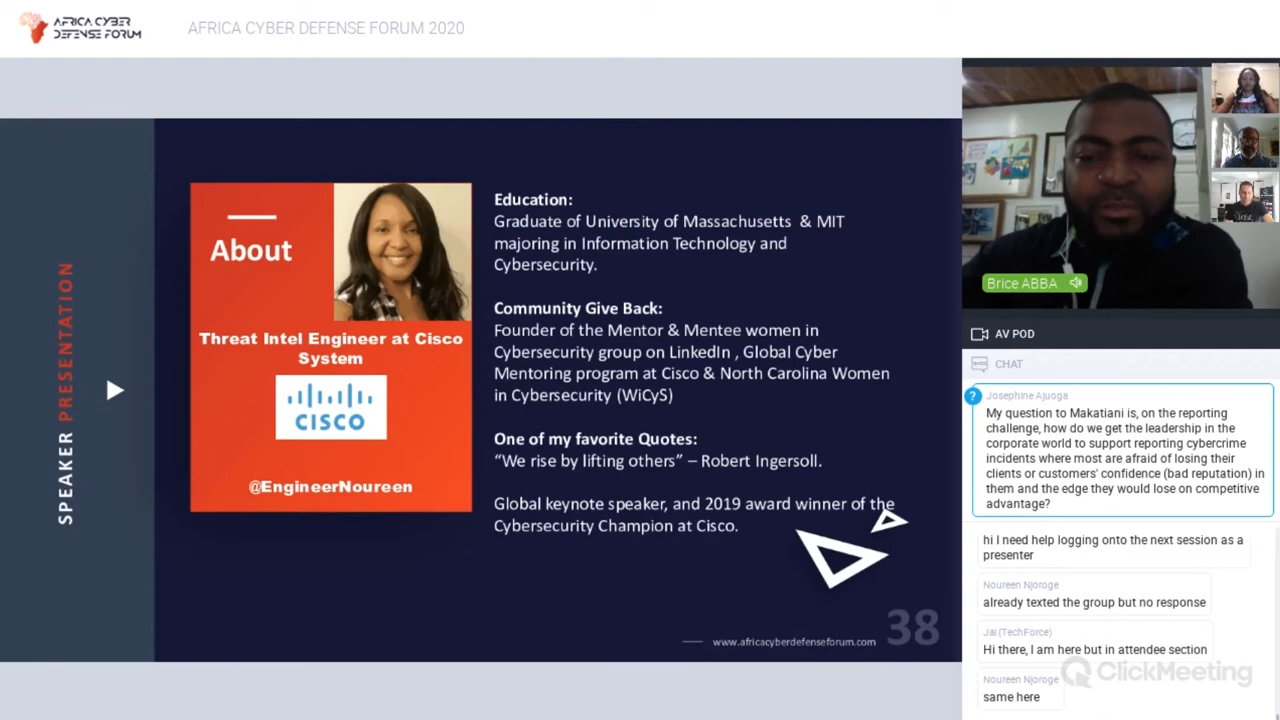 AFRICA CYBER
DEFENSE FORUM
AFRICA CYBER DEFENSE FORUM 2020
SPEAKER PRESENTATION
About
Threat Intel Engineer at Cisco
System
CISCO
@EngineerNoureen
Education:
Graduate of University of Massachusetts & MIT
majoring in Information Technology and
Cybersecurity.
Community Give Back:
Founder of the Mentor & Mentee women in
Cybersecurity group on LinkedIn , Global Cyber
Mentoring program at Cisco & North Carolina Women
in Cybersecurity (WiCyS)
One of my favorite Quotes:
“We rise by lifting others” – Robert Ingersoll.
Global keynote speaker, and 2019 award winner of the
Cybersecurity Champion at Cisco.
www.africacyberdefenseforum.com
38
Brice ABBA
AV POD
CHAT
?
Josephine Ajuoga
My question to Makatiani is, on the reporting
challenge, how do we get the leadership in the
corporate world to support reporting cybercrime
incidents where most are afraid of losing their
clients or customers' confidence (bad reputation) in
them and the edge they would lose on competitive
advantage?
hi I need help logging onto the next session as a
presenter
Noureen Njoroge
already texted the group but no response
Jai (TechForce)
Hi there, I am here but in attendee section
Noureen Njoroge
same here
ClickMeeting